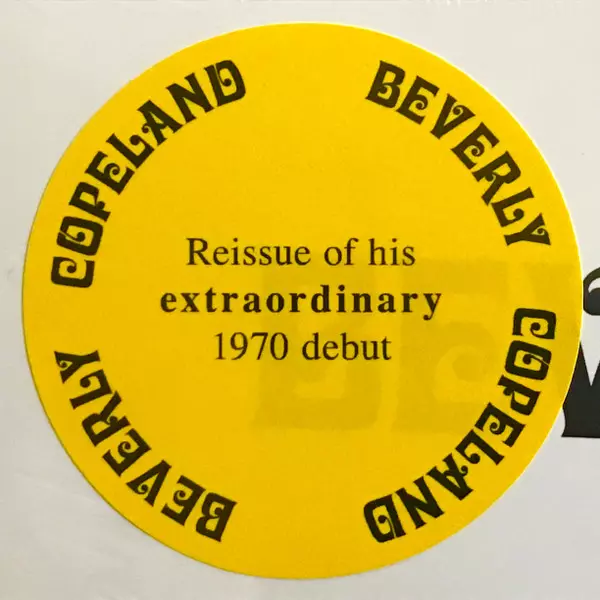 BEVERLY
COPELAND
BEVERLY
COPELAND
Reissue of his
extraordinary
1970 debut